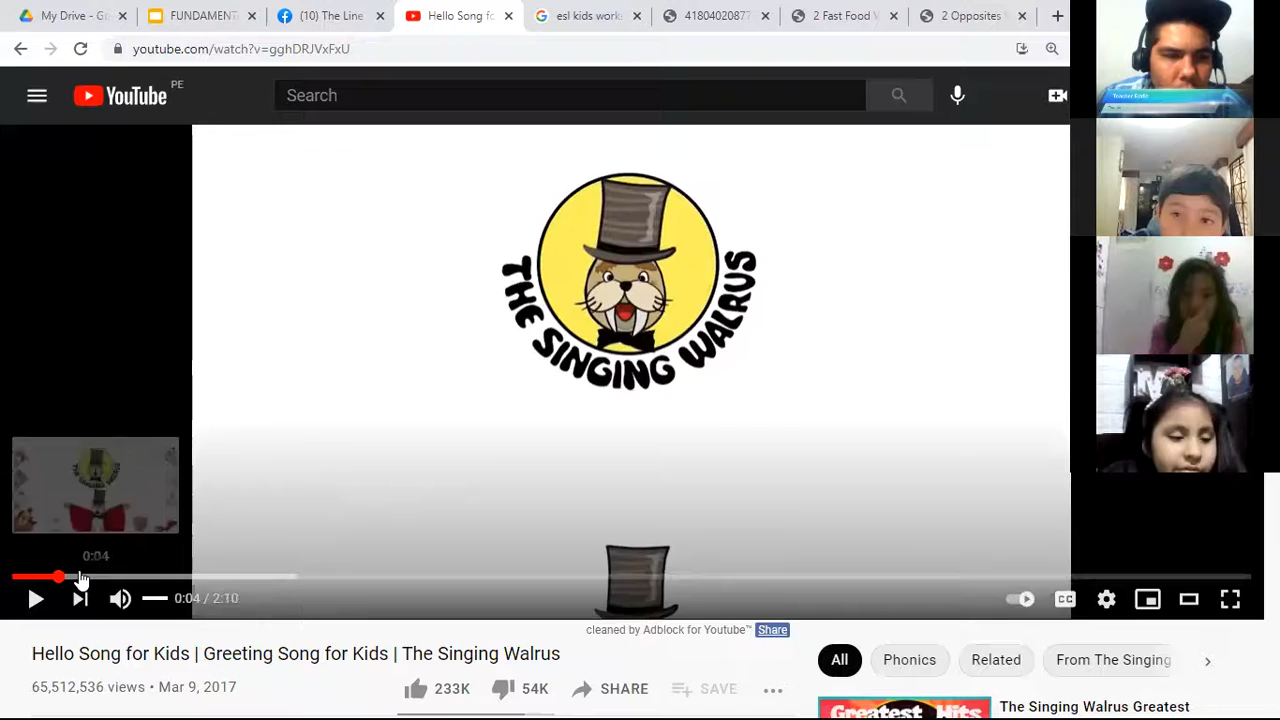 My Drive - G
FUNDAMENT
(10) The Line
Hello Song fo
esl kids work
4180402087
2 Fast Food V
2 Opposites
youtube.com/watch?v=gghDRJVxFxU
YouTube
PE
Search
THE SINGING WALRUS
0:04
0:04 / 2:10
CC
cleaned by Adblock for Youtube™ Share
Hello Song for Kids | Greeting Song for Kids | The Singing Walrus
65,512,536 views • Mar 9, 2017
233K
54K
SHARE
SAVE
All
Phonics
Related
From The Singing
Greatest Hits
The Singing Walrus Greatest